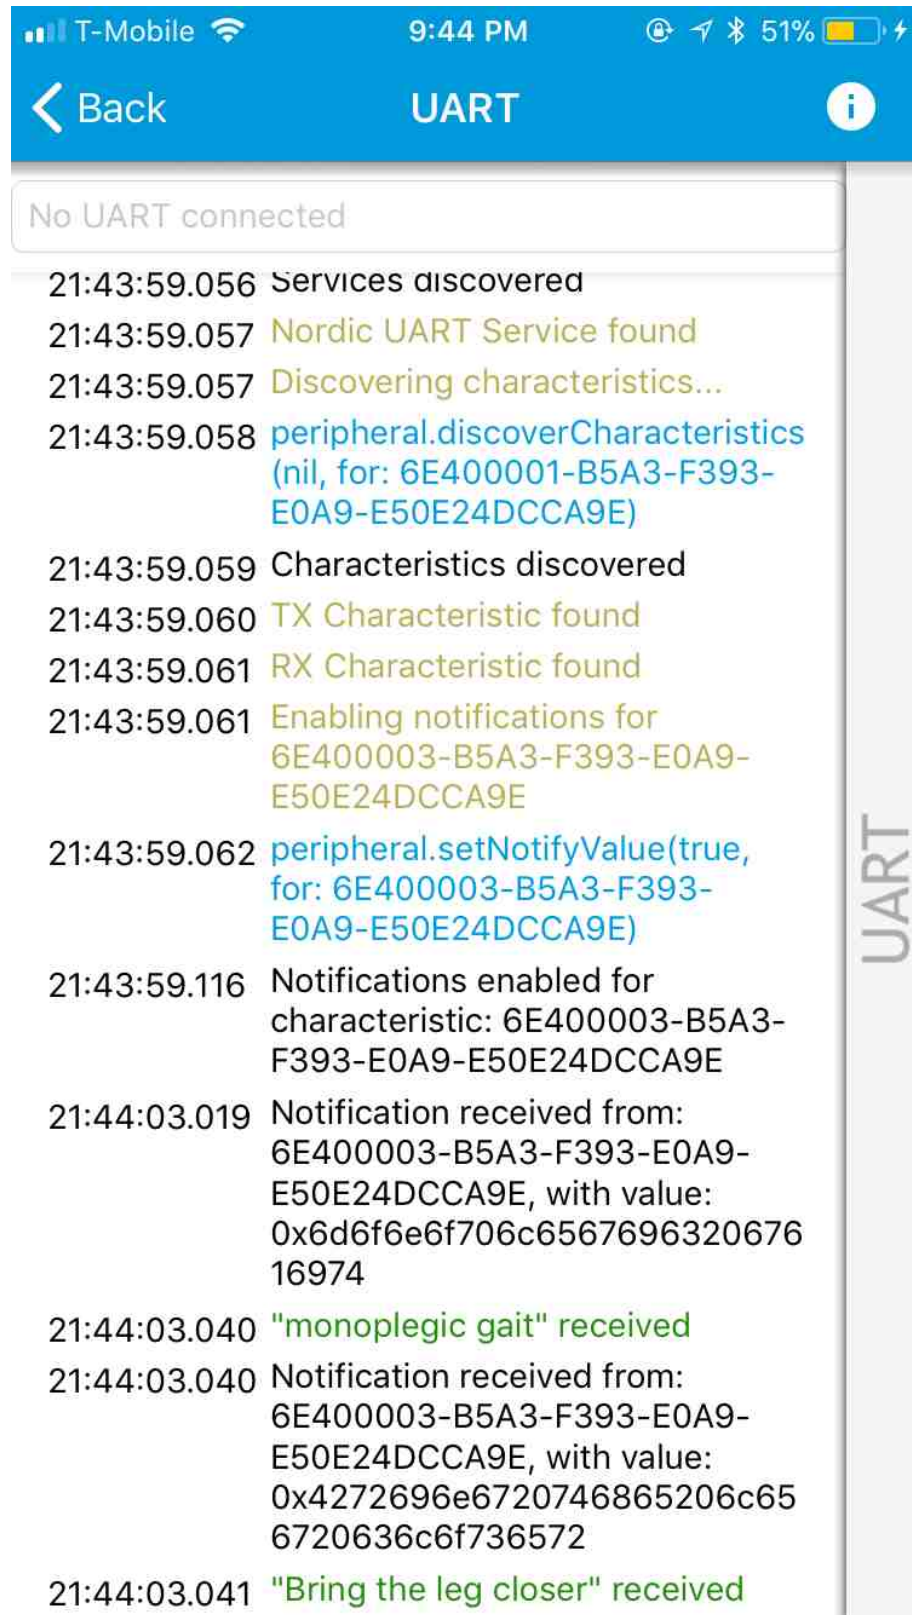 T-Mobile 9:44 PM 51%
Back UART i
No UART connected
21:43:59.056 Services discovered
21:43:59.057 Nordic UART Service found
21:43:59.057 Discovering characteristics...
21:43:59.058 peripheral.discoverCharacteristics
(nil, for: 6E400001-B5A3-F393-
E0A9-E50E24DCCA9E)
21:43:59.059 Characteristics discovered
21:43:59.060 TX Characteristic found
21:43:59.061 RX Characteristic found
21:43:59.061 Enabling notifications for
6E400003-B5A3-F393-E0A9-
E50E24DCCA9E
21:43:59.062 peripheral.setNotifyValue(true,
for: 6E400003-B5A3-F393-
E0A9-E50E24DCCA9E)
21:43:59.116 Notifications enabled for
characteristic: 6E400003-B5A3-
F393-E0A9-E50E24DCCA9E
21:44:03.019 Notification received from:
6E400003-B5A3-F393-E0A9-
E50E24DCCA9E, with value:
0x6d6f6e6f706c656769632067​6
16974
21:44:03.040 "monoplegic gait" received
21:44:03.040 Notification received from:
6E400003-B5A3-F393-E0A9-
E50E24DCCA9E, with value:
0x4272696e6720746865206c65
6720636c6f736572
21:44:03.041 "Bring the leg closer" received
UART